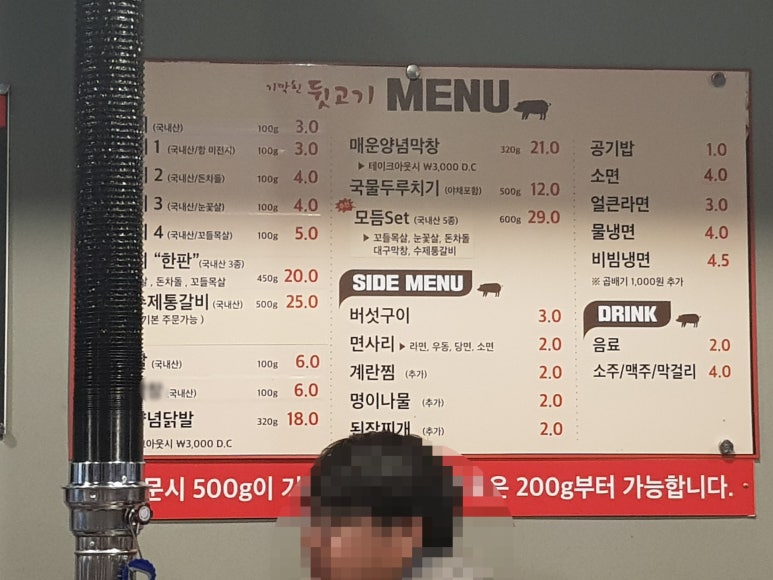 기막힌 뒷고기 MENU
(국내산) 100g 3.0
1 (국내산/항 미전시) 100g 3.0
2 (국내산/돈차돌) 100g 4.0
3 (국내산/눈꽃살) 100g 4.0
4 (국내산/꼬들목살) 100g 5.0
"한판" (국내산 3종)
, 돈차돌 , 꼬들목살 450g 20.0
수제통갈비 (국내산) 500g 25.0
기본 주문가능 )
(국내산) 100g 6.0
국내산) 100g 6.0
양념닭발 320g 18.0
크아웃시 ₩3,000 D.C
매운양념막창 320g 21.0
▶ 테이크아웃시 ₩3,000 D.C
국물두루치기 (야채포함) 500g 12.0
모듬Set (국내산 5종) 600g 29.0
▶ 꼬들목살, 눈꽃살, 돈차돌
대구막창, 수제통갈비
SIDE MENU
버섯구이 3.0
면사리 ▶ 라면, 우동, 당면, 소면 2.0
계란찜 (추가) 2.0
명이나물 (추가) 2.0
된장찌개 (추가) 2.0
공기밥 1.0
소면 4.0
얼큰라면 3.0
물냉면 4.0
비빔냉면 4.5
※ 곱배기 1,000원 추가
DRINK
음료 2.0
소주/맥주/막걸리 4.0
문시 500g이 기 은 200g부터 가능합니다.